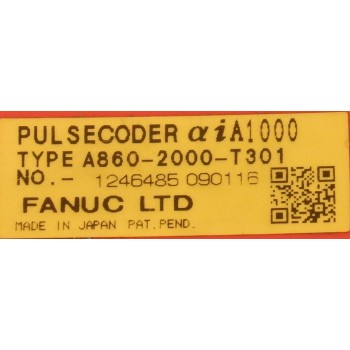 PULSECODER αiA1000
TYPE A860-2000-T301
NO.- 1246485 090116
FANUC LTD
MADE IN JAPAN PAT.PEND.